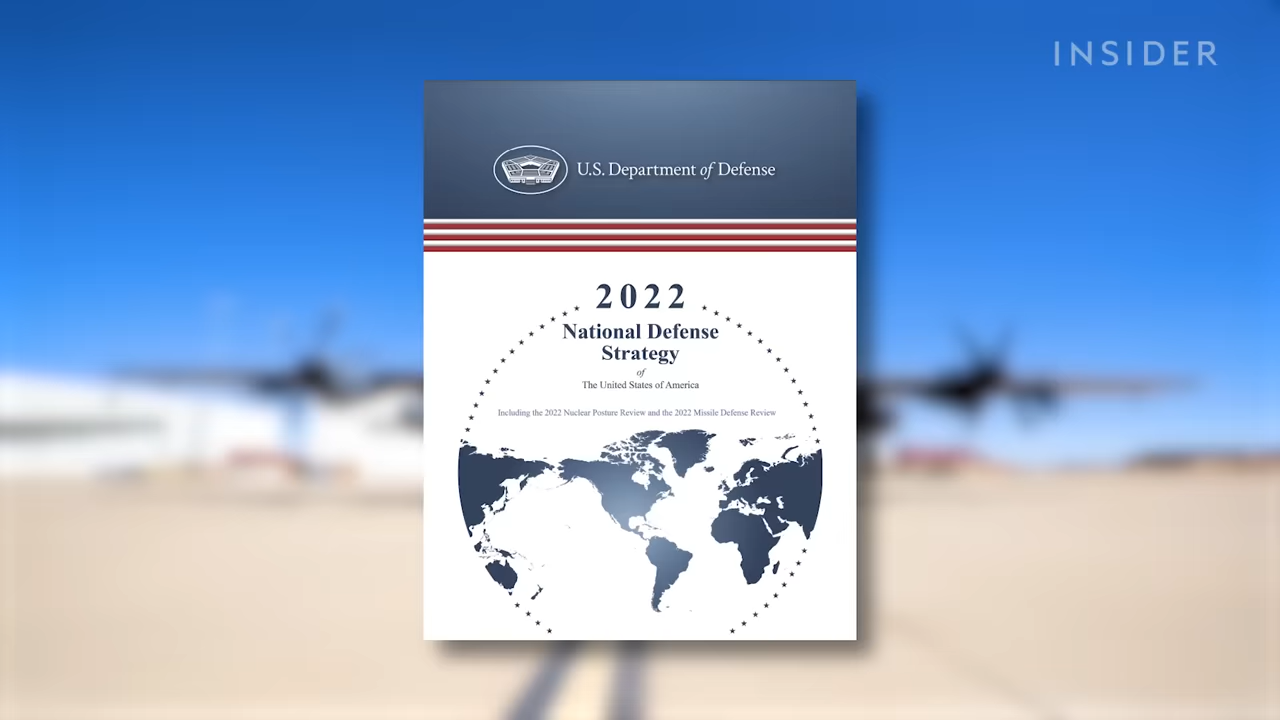 INSIDER
U.S. Department of Defense
2022
National Defense
Strategy
of
The United States of America
Including the 2022 Nuclear Posture Review and the 2022 Missile Defense Review